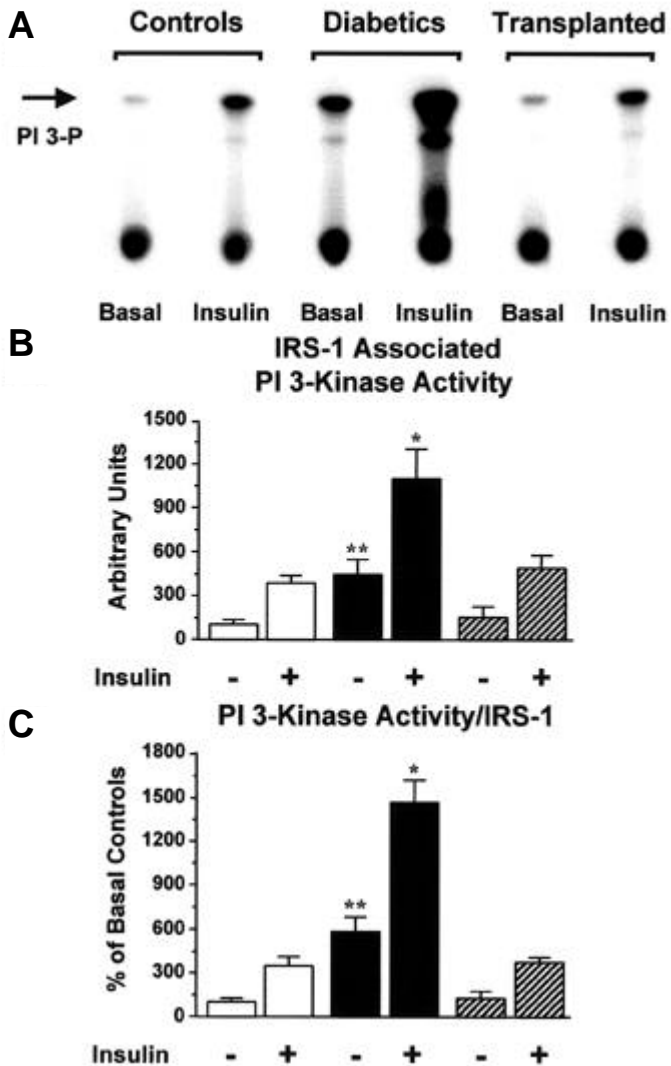 A
Controls Diabetics Transplanted
PI 3-P
Basal Insulin Basal Insulin Basal Insulin
B
IRS-1 Associated
PI 3-Kinase Activity
Arbitrary Units
1500
1200
900
600
300
0
*
**
Insulin - + - + - +
C
PI 3-Kinase Activity/IRS-1
% of Basal Controls
1800
1500
1200
900
600
300
0
*
**
Insulin - + - + - +